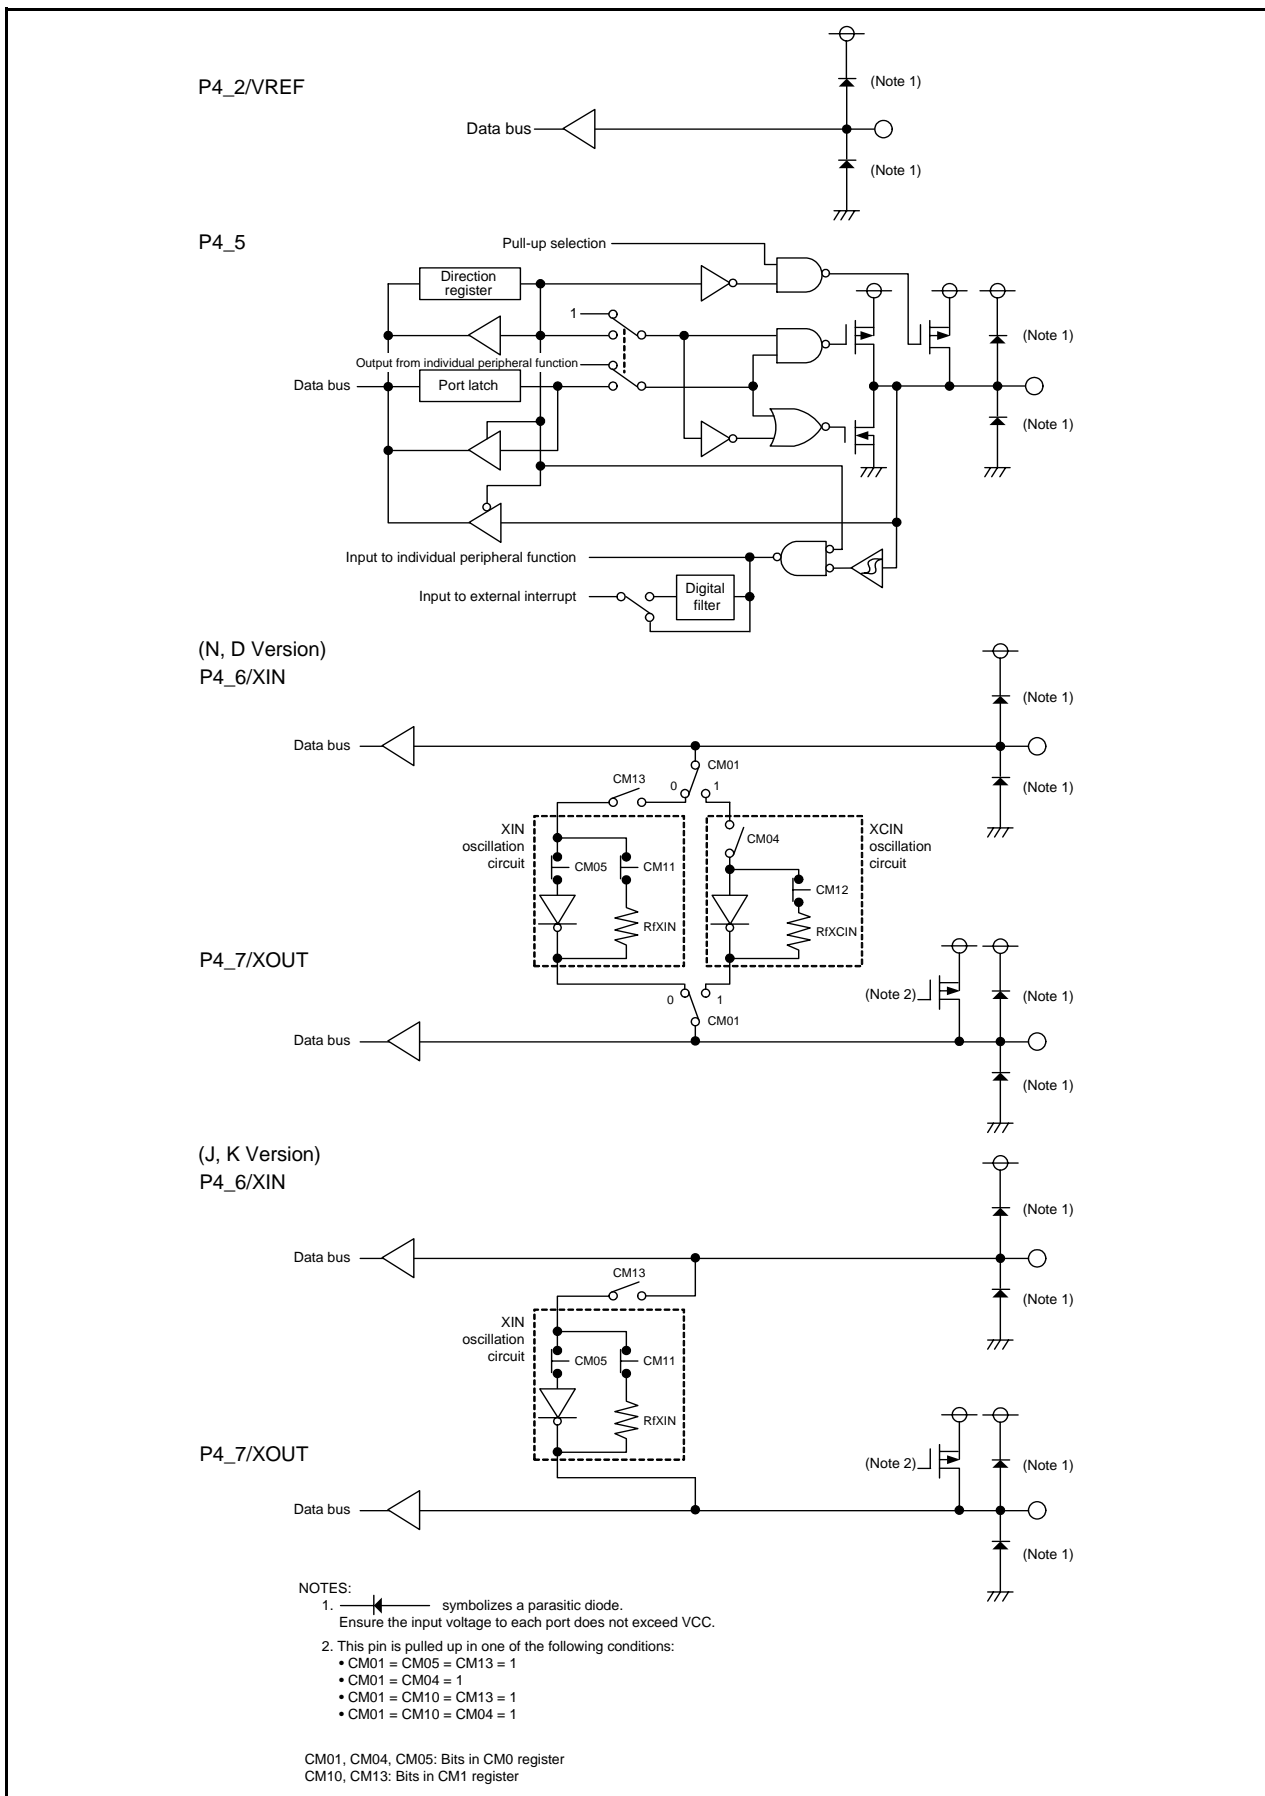 P4_2/VREF
(Note 1)
Data bus
(Note 1)
P4_5
Pull-up selection
Direction
register
1
(Note 1)
Output from individual peripheral function
Data bus
Port latch
(Note 1)
Input to individual peripheral function
Input to external interrupt
Digital
filter
(N, D Version)
P4_6/XIN
(Note 1)
Data bus
CM01
CM13
0
1
(Note 1)
XIN
oscillation
circuit
CM05
CM11
RfXIN
CM04
XCIN
oscillation
circuit
CM12
RfXCIN
P4_7/XOUT
(Note 2)
(Note 1)
0
1
CM01
Data bus
(Note 1)
(J, K Version)
P4_6/XIN
(Note 1)
Data bus
CM13
(Note 1)
XIN
oscillation
circuit
CM05
CM11
RfXIN
P4_7/XOUT
(Note 2)
(Note 1)
Data bus
(Note 1)
NOTES:
1. symbolizes a parasitic diode.
Ensure the input voltage to each port does not exceed VCC.
2. This pin is pulled up in one of the following conditions:
• CM01 = CM05 = CM13 = 1
• CM01 = CM04 = 1
• CM01 = CM10 = CM13 = 1
• CM01 = CM10 = CM04 = 1
CM01, CM04, CM05: Bits in CM0 register
CM10, CM13: Bits in CM1 register